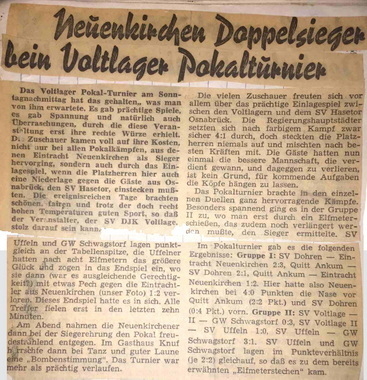 Neuenkirchen Doppelsieger
beim Voltlager Pokalturnier
Das Voltlager Pokal-Turnier am Sonn-
tagnachmittag hat das gehalten, was man
von ihm erwartete. Es gab prächtige Spiele,
es gab Spannung und natürlich auch
Überraschungen, durch die diese Veran-
staltung erst ihre rechte Würze erhielt.
Die Zuschauer kamen voll auf ihre Kosten,
nicht nur bei allen Pokalkämpfen, aus de-
nen Eintracht Neuenkirchen als Sieger
hervorging, sondern auch durch das Ein-
lagespiel, wenn die Platzherren hier auch
eine Niederlage gegen die Gäste aus Os-
nabrück, den SV Hasetor, einstecken muß-
ten. Die ereignisreichen Tage brachten
schönen Erfolg und trotz der doch recht
hohen Temperaturen guten Sport, so daß
der Veranstalter, der SV DJK Voltlage,
stolz darauf sein kann.
Die vielen Zuschauer freuten sich vor
allem über das prächtige Einlagespiel zwi-
schen den Voltlagern und dem SV Hasetor
Osnabrück. Die Regierungshauptstädter
setzten sich nach farbigem Kampf zwar
sicher 4:1 durch, doch steckten die Platz-
herren niemals auf und mischten nach be-
sten Kräften mit. Die Gäste hatten nun
einmal die bessere Mannschaft, die ver-
dient gewann, und dagegen zu verlieren,
ist kein Grund, für kommende Aufgaben
die Köpfe hängen zu lassen.
Das Pokalturnier brachte in den einzel-
nen Duellen ganz hervorragende Kämpfe.
Besonders spannend ging es in der Gruppe
II zu, wo man erst durch ein Elfmeter-
schießen, das zudem noch verlängert wer-
den mußte, den Sieger ermittelte. SV
Uffeln und GW Schwagstorf lagen punkt-
gleich an der Tabellenspitze, die Uffelner
hatten nach acht Elfmetern das größere
Glück und zogen in das Endspiel ein, wo
sie dann (war es ausgleichende Gerechtig-
keit?) mit etwas Pech gegen die Eintracht-
ler aus Neuenkirchen (unser Foto) 1:2 ver-
loren. Dieses Endspiel hatte es in sich. Alle
Treffer fielen erst in den letzten zehn
Minuten.
Am Abend nahmen die Neuenkirchener
dann bei der Siegerehrung den Pokal freu-
destrahlend entgegen. Im Gasthaus Knuf
herrschte dann bei Tanz und guter Laune
eine „Bombenstimmung". Das Turnier war
mehr als prächtig verlaufen.
Im Pokalturnier gab es die folgenden
Ergebnisse: Gruppe I: SV Dohren — Ein-
tracht Neuenkirchen 2:3, Quitt Ankum —
SV Dohren 2:1, Quitt Ankum — Eintracht
Neuenkirchen 1:2. Hier hatte also Neuen-
kirchen bei 4:0 Punkten die Nase vor
Quitt Ankum (2:2 Pkt.) und SV Dohren
(0:4 Pkt.) vorn. Gruppe II: SV Voltlage
— GW Schwagstorf 0:3, SV Voltlage II
— SV Uffeln 1:0, SV Uffeln — GW
Schwagstorf 3:1. SV Uffeln und GW
Schwagstorf lagen im Punktverhältnis
(je 2:2) gleichauf, so daß es zu dem bereits
erwähnten „Elfmeterstechen" kam.